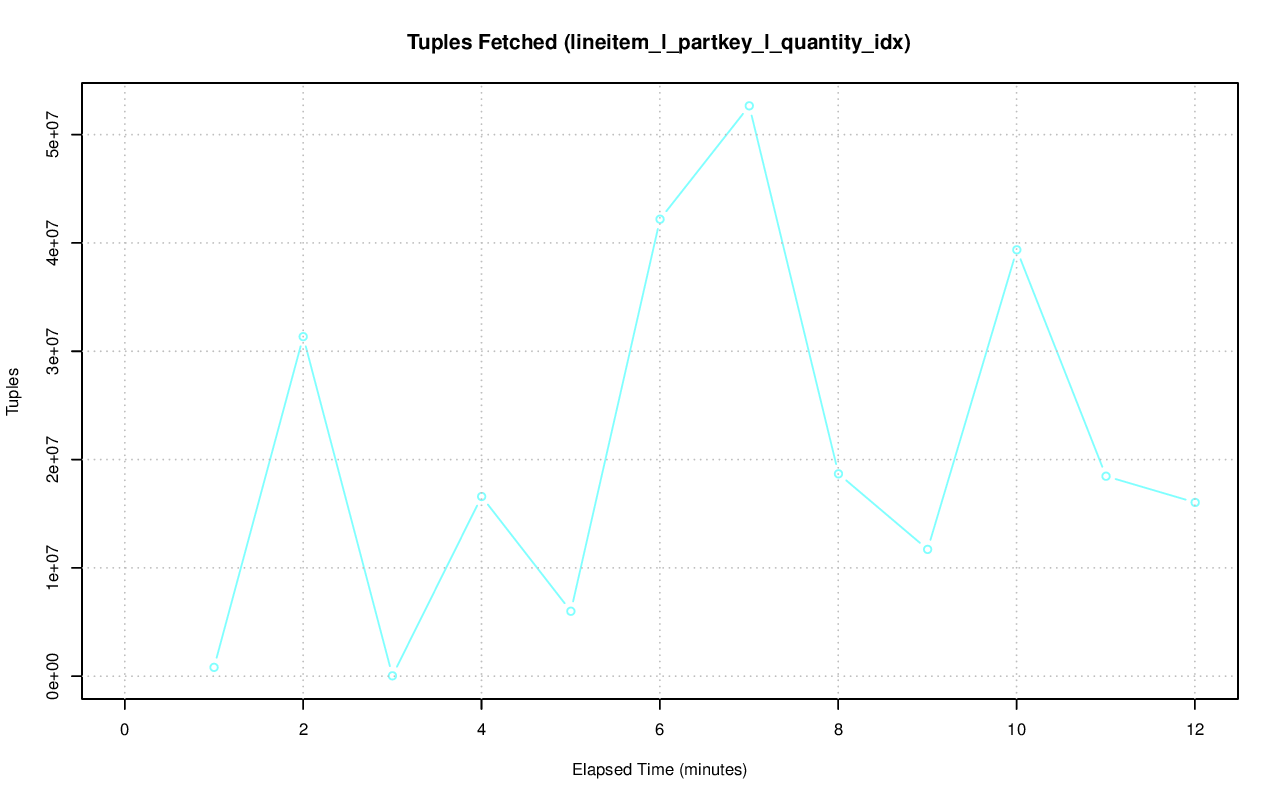 Tuples Fetched (lineitem_l_partkey_l_quantity_idx)
5e+07
4e+07
3e+07
2e+07
1e+07
0e+00
Tuples
0 2 4 6 8 10 12
Elapsed Time (minutes)